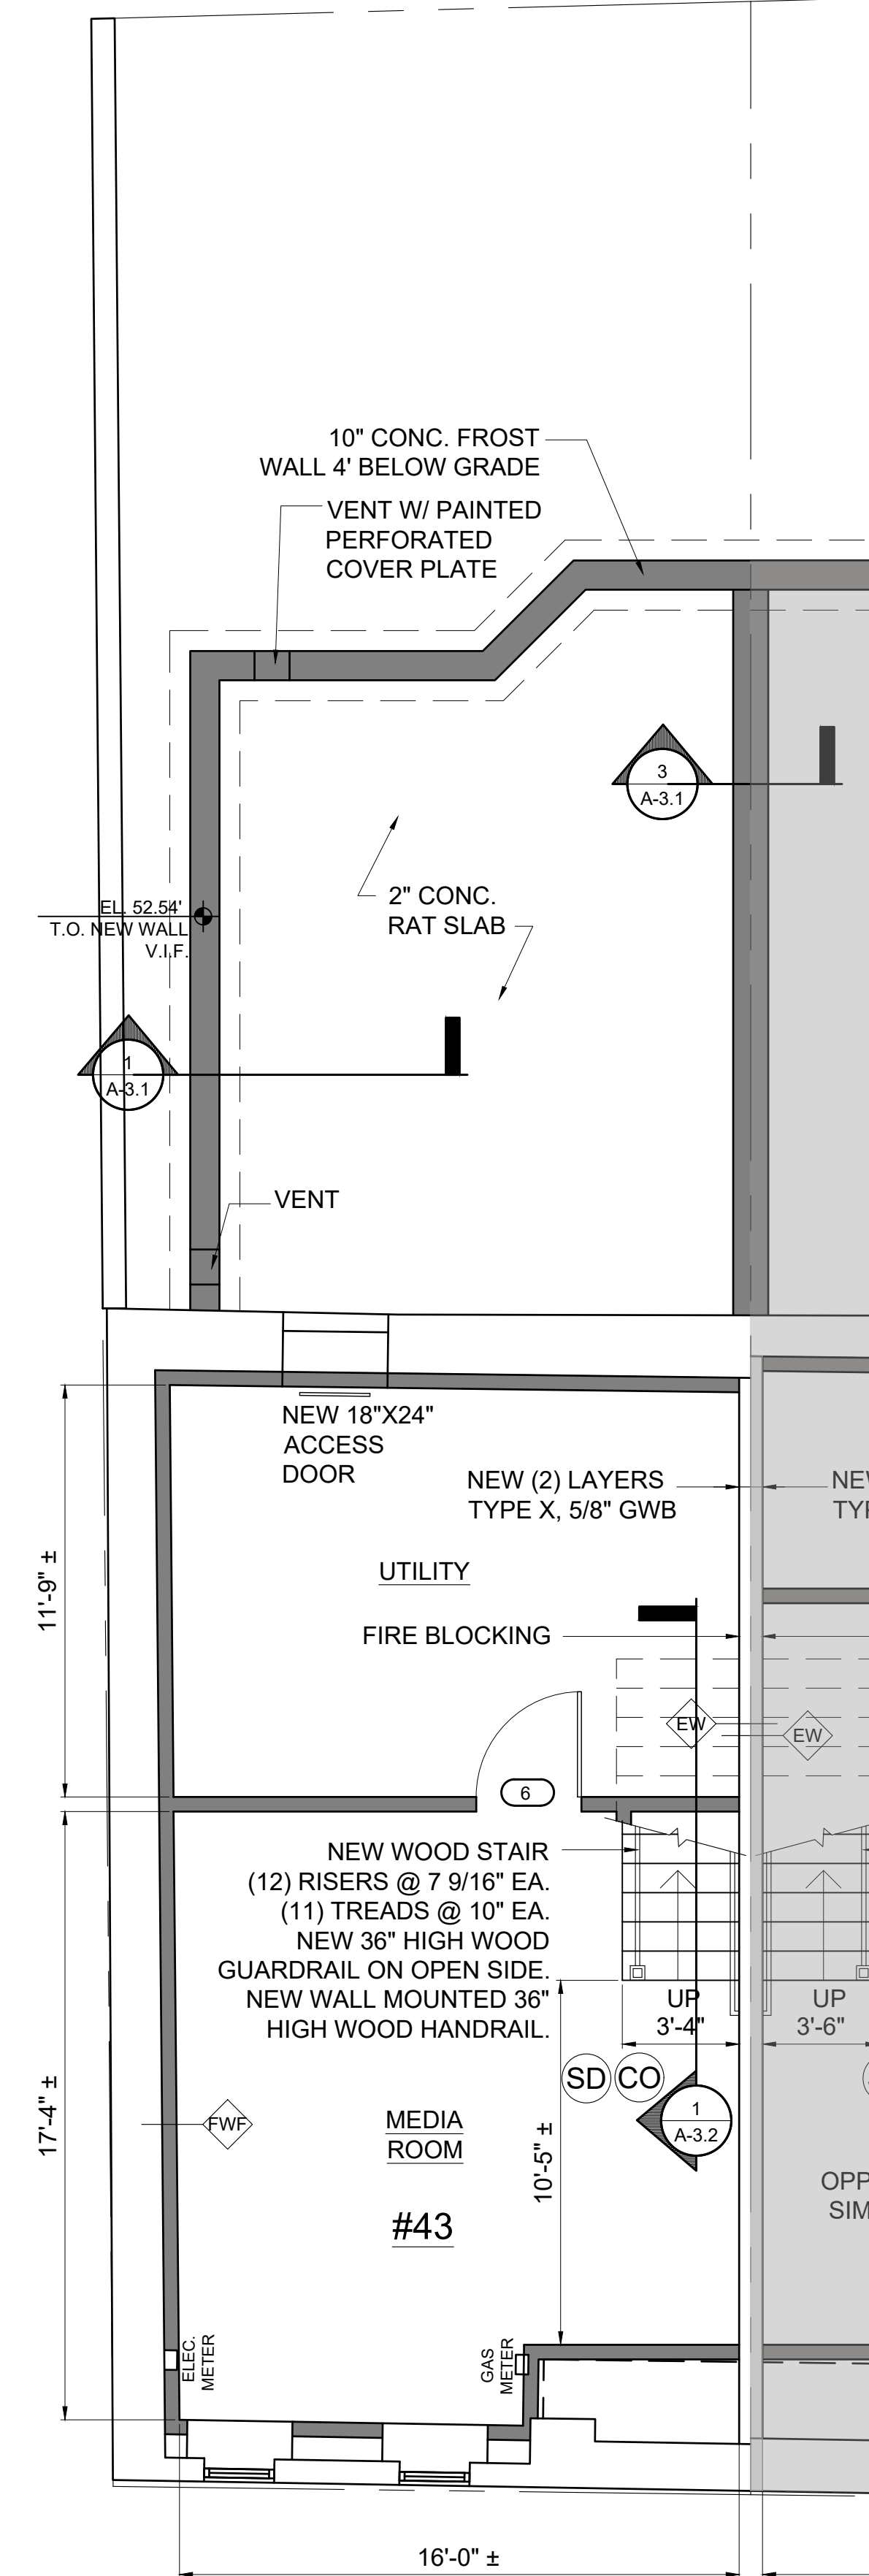 10" CONC. FROST
WALL 4' BELOW GRADE
VENT W/ PAINTED
PERFORATED
COVER PLATE
3
A-3.1
2" CONC.
RAT SLAB
EL. 52.54'
T.O. NEW WALL
V.I.F.
1
A-3.1
VENT
NEW 18"X24"
ACCESS
DOOR
NEW (2) LAYERS
TYPE X, 5/8" GWB
UTILITY
11'-9" ±
FIRE BLOCKING
EW
EW
6
NEW WOOD STAIR
(12) RISERS @ 7 9/16" EA.
(11) TREADS @ 10" EA.
NEW 36" HIGH WOOD
GUARDRAIL ON OPEN SIDE.
NEW WALL MOUNTED 36"
HIGH WOOD HANDRAIL.
UP
3'-4"
UP
3'-6"
SD
CO
17'-4" ±
FWF
MEDIA
ROOM
10'-5" ±
1
A-3.2
#43
ELEC.
METER
GAS
METER
16'-0" ±